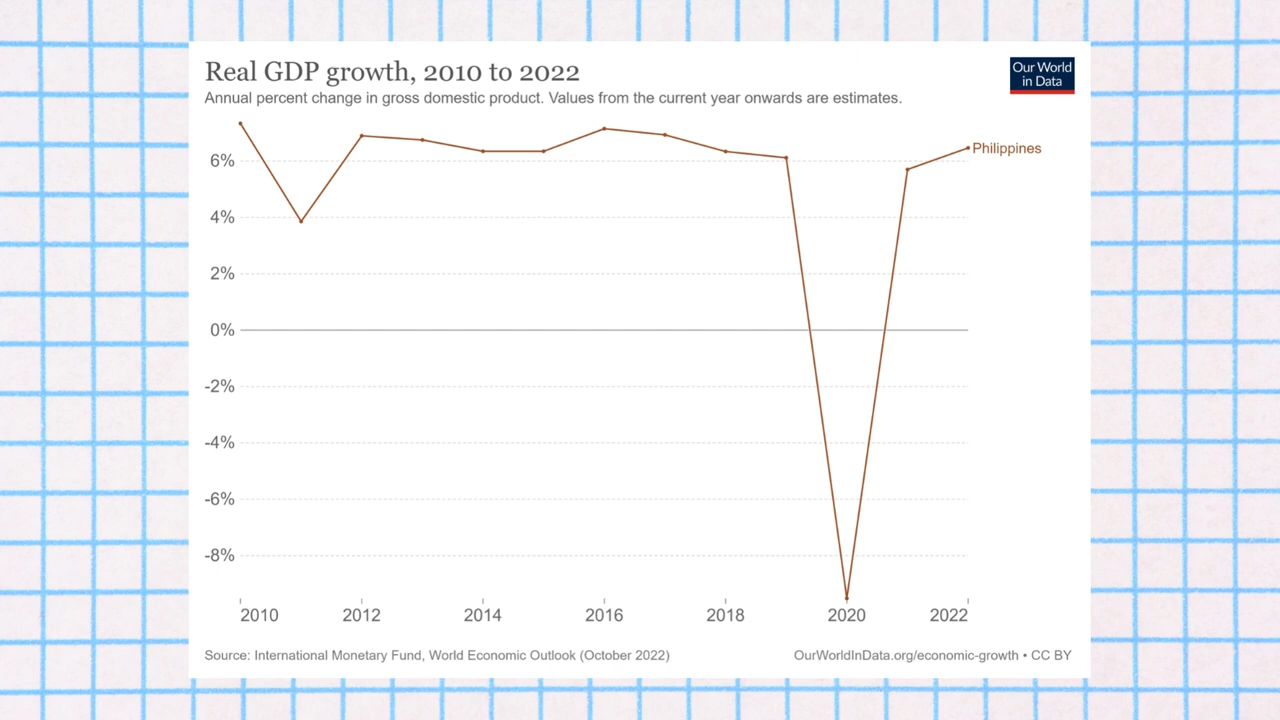 Real GDP growth, 2010 to 2022
Our World
in Data
Annual percent change in gross domestic product. Values from the current year onwards are estimates.
6%
4%
2%
0%
-2%
-4%
-6%
-8%
Philippines
2010 2012 2014 2016 2018 2020 2022
Source: International Monetary Fund, World Economic Outlook (October 2022)
OurWorldInData.org/economic-growth • CC BY